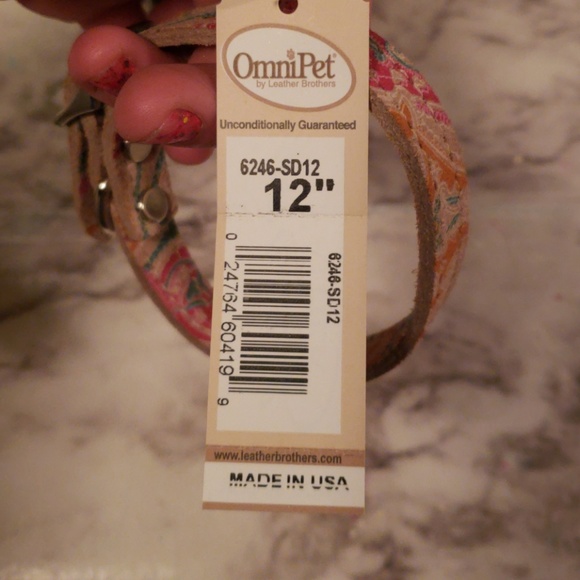 OmniPet
by Leather Brothers
Unconditionally Guaranteed
6246-SD12
12"
6246-SD12
0 24764 60419 9
www.leatherbrothers.com
MADE IN USA